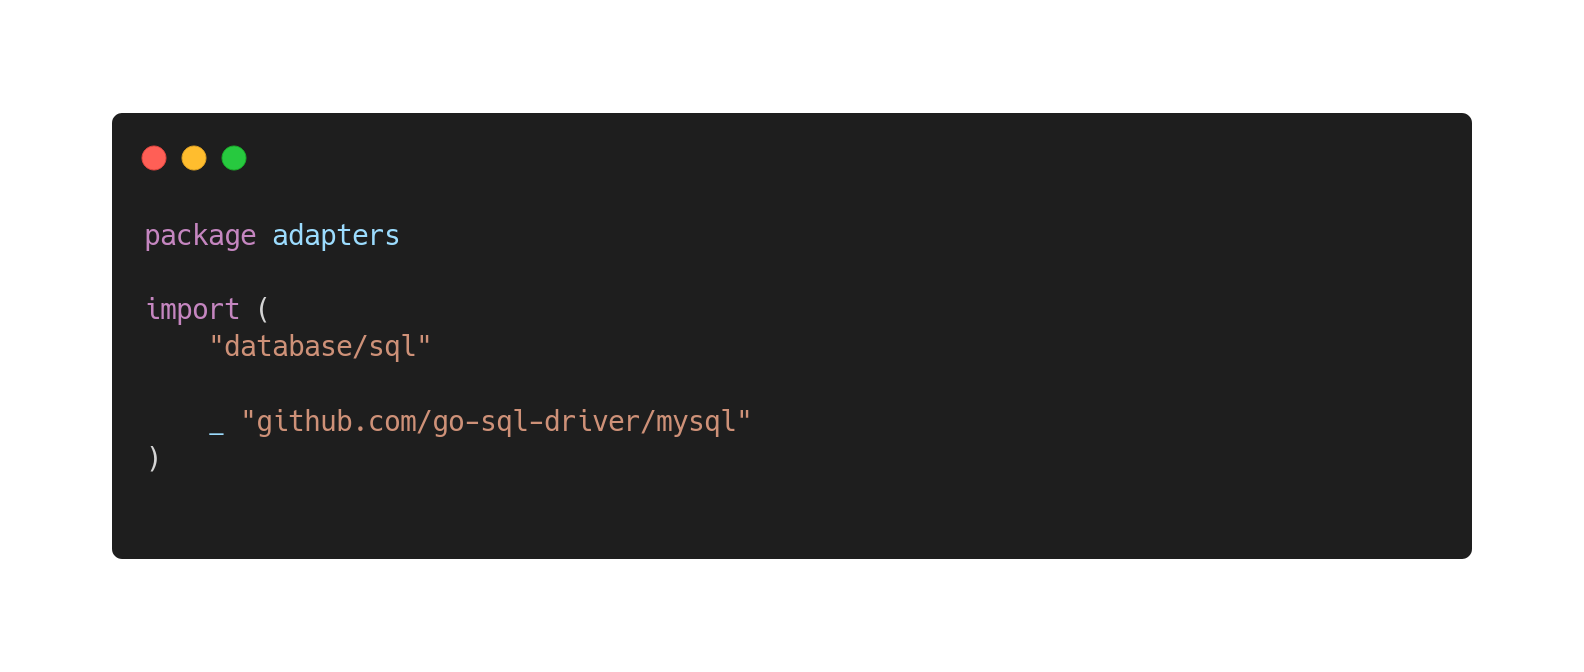 package adapters
import (
"database/sql"
_ "github.com/go-sql-driver/mysql"
)